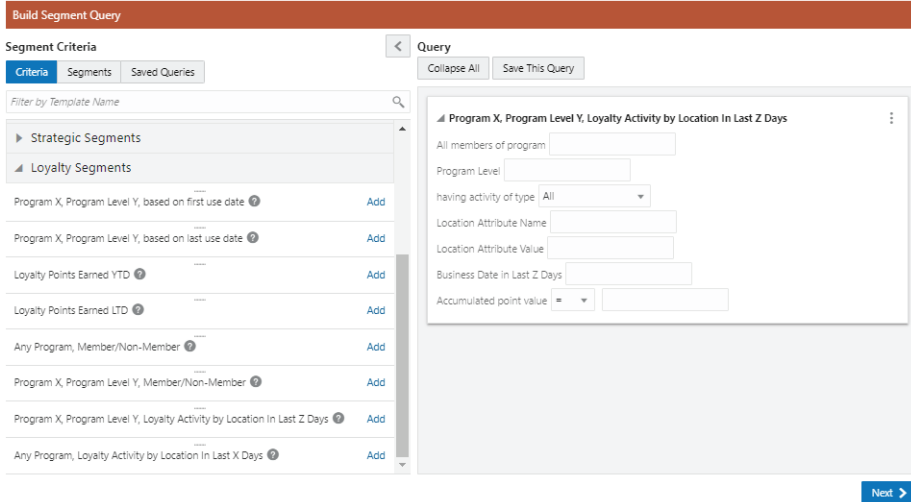 Build Segment Query
Segment Criteria
Criteria
Segments
Saved Queries
Filter by Template Name
Strategic Segments
Loyalty Segments
Program X, Program Level Y, based on first use date
Add
Program X, Program Level Y, based on last use date
Add
Loyalty Points Earned YTD
Add
Loyalty Points Earned LTD
Add
Any Program, Member/Non-Member
Add
Program X, Program Level Y, Member/Non-Member
Add
Program X, Program Level Y, Loyalty Activity by Location In Last Z Days
Add
Any Program, Loyalty Activity by Location In Last X Days
Add
Query
Collapse All
Save This Query
Program X, Program Level Y, Loyalty Activity by Location In Last Z Days
All members of program
Program Level
having activity of type All
Location Attribute Name
Location Attribute Value
Business Date in Last Z Days
Accumulated point value =
Next